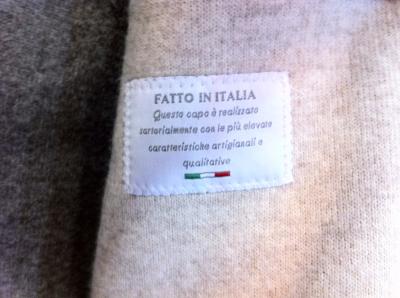 FATTO IN ITALIA
Questo capo è realizzato
sartorialmente con le più elevate
caratteristiche artigianali e
qualitative